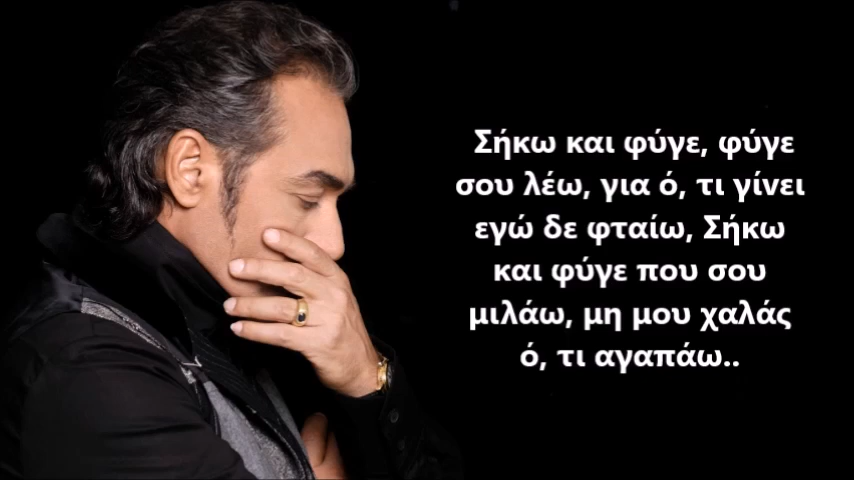 Σήκω και φύγε, φύγε
σου λέω, για ό, τι γίνει
εγώ δε φταίω, Σήκω
και φύγε που σου
μιλάω, μη μου χαλάς
ό, τι αγαπάω..